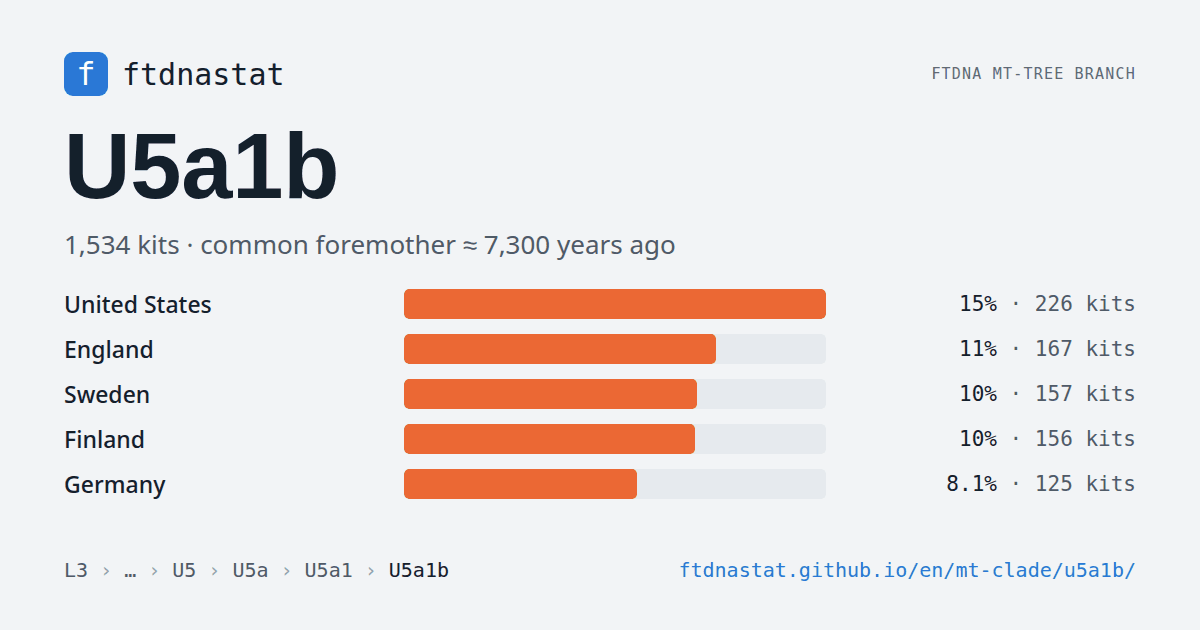 f ftdnastat
FTDNA MT-TREE BRANCH
U5a1b
1,534 kits · common foremother ≈ 7,300 years ago
United States 15% · 226 kits
England 11% · 167 kits
Sweden 10% · 157 kits
Finland 10% · 156 kits
Germany 8.1% · 125 kits
L3 › … › U5 › U5a › U5a1 › U5a1b
ftdnastat.github.io/en/mt-clade/u5a1b/